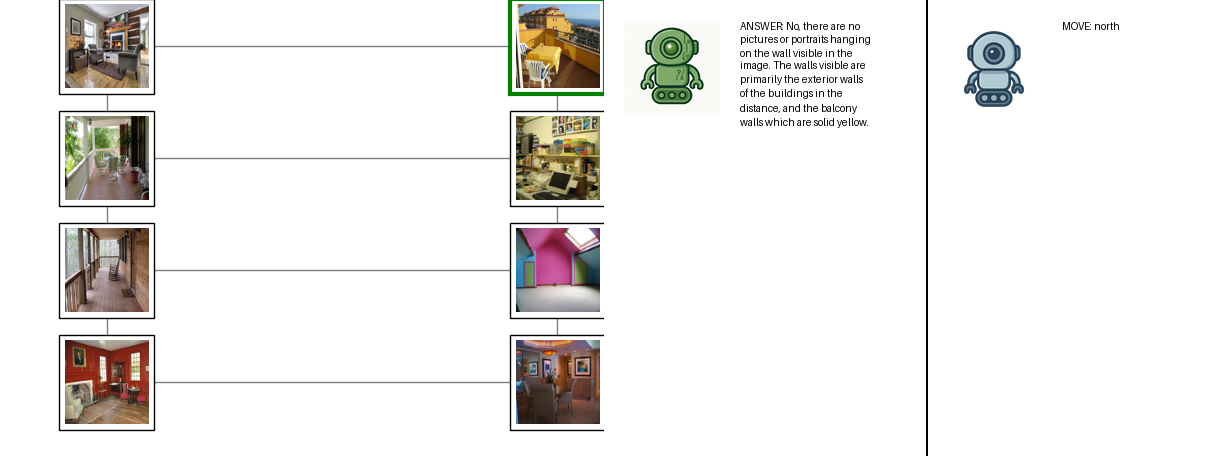 ANSWER: No, there are no
pictures or portraits hanging
on the wall visible in the
image. The walls visible are
primarily the exterior walls
of the buildings in the
distance, and the balcony
walls which are solid yellow.
MOVE: north